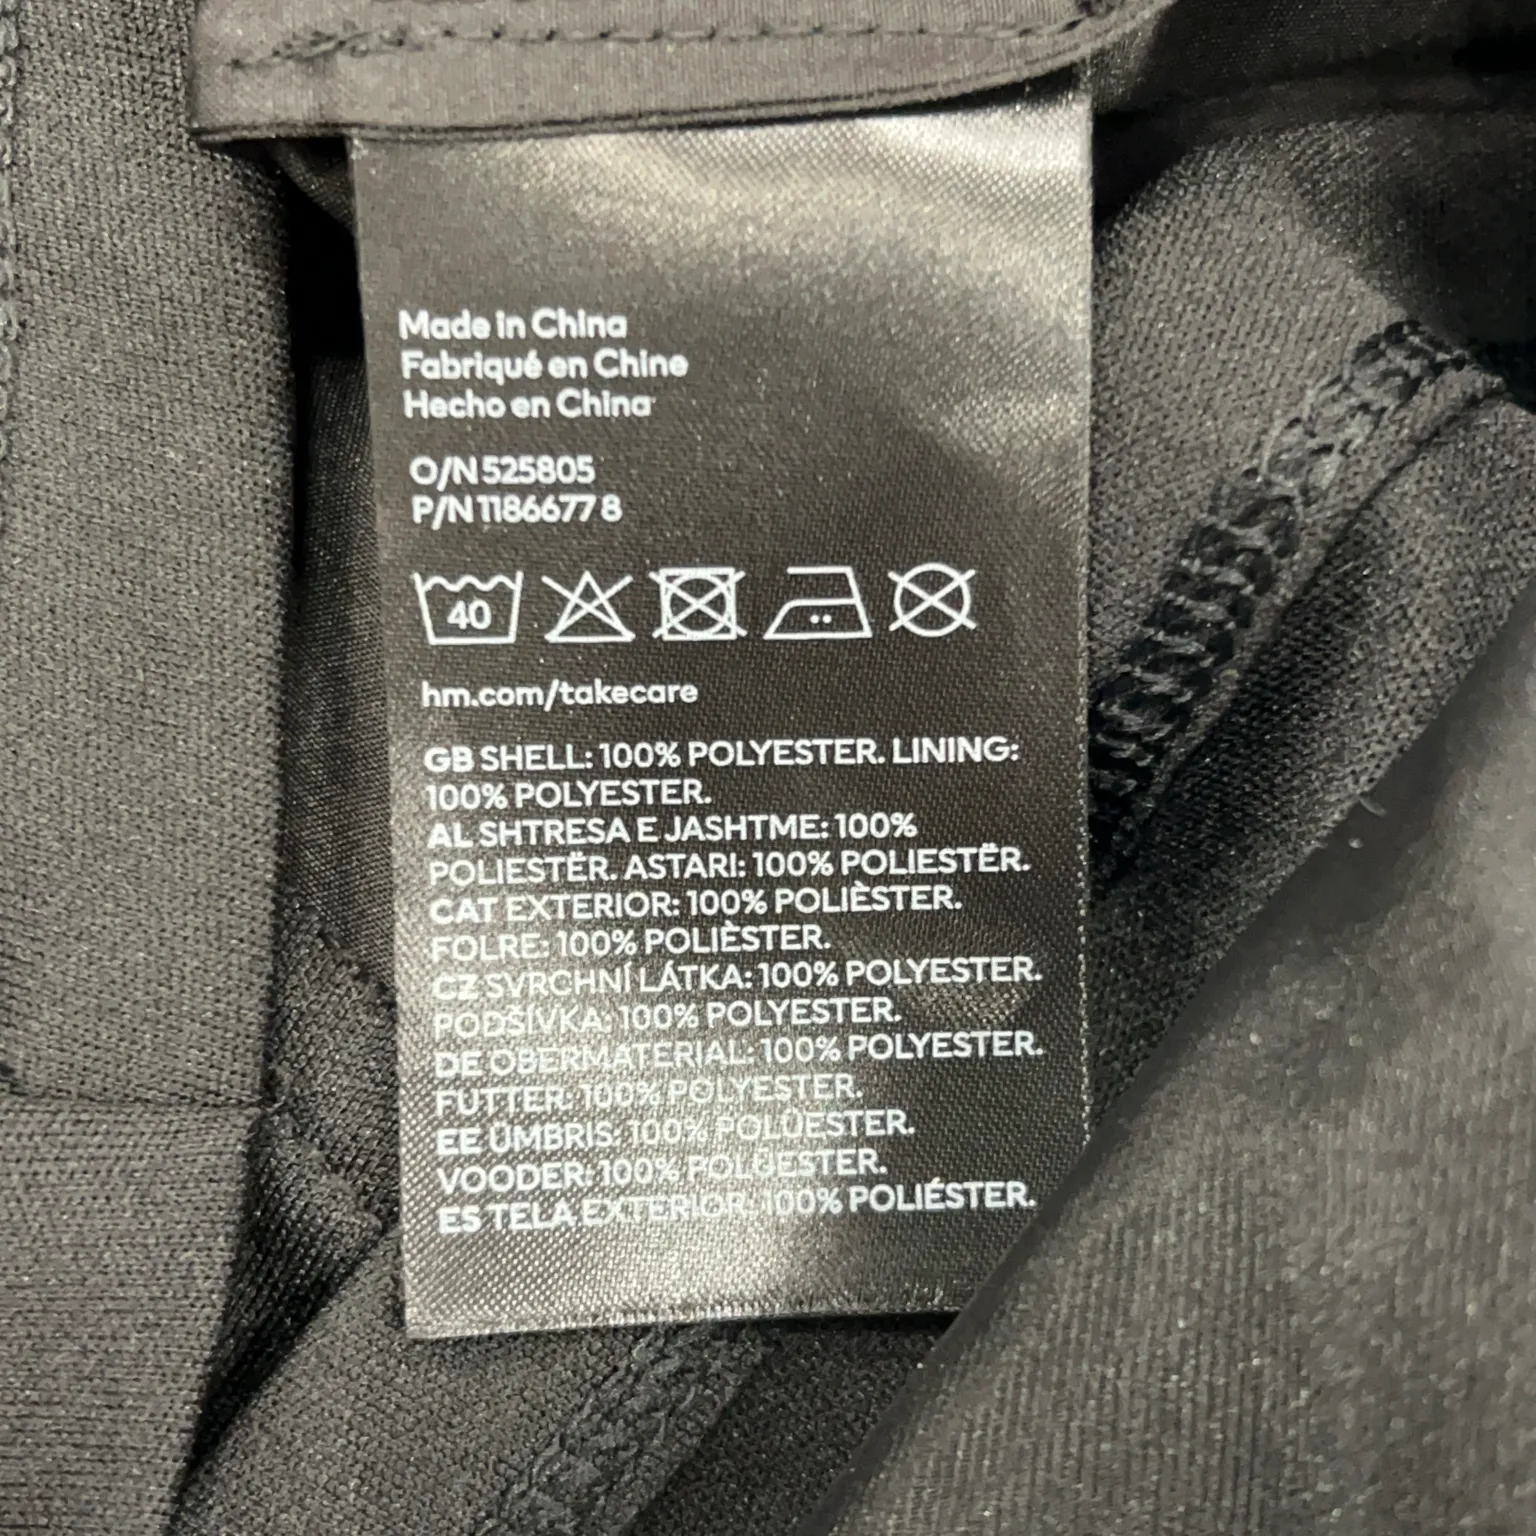 Made in China
Fabriqué en Chine
Hecho en China
O/N 525805
P/N 11866778
40
hm.com/takecare
GB SHELL: 100% POLYESTER. LINING:
100% POLYESTER.
AL SHTRESA E JASHTME: 100%
POLIESTËR. ASTARI: 100% POLIESTËR.
CAT EXTERIOR: 100% POLIÈSTER.
FOLRE: 100% POLIÈSTER.
CZ SVRCHNÍ LÁTKA: 100% POLYESTER.
PODŠÍVKA: 100% POLYESTER.
DE OBERMATERIAL: 100% POLYESTER.
FUTTER: 100% POLYESTER.
EE ÜMBRIS: 100% POLÜESTER.
VOODER: 100% POLÜESTER.
ES TELA EXTERIOR: 100% POLIÉSTER.